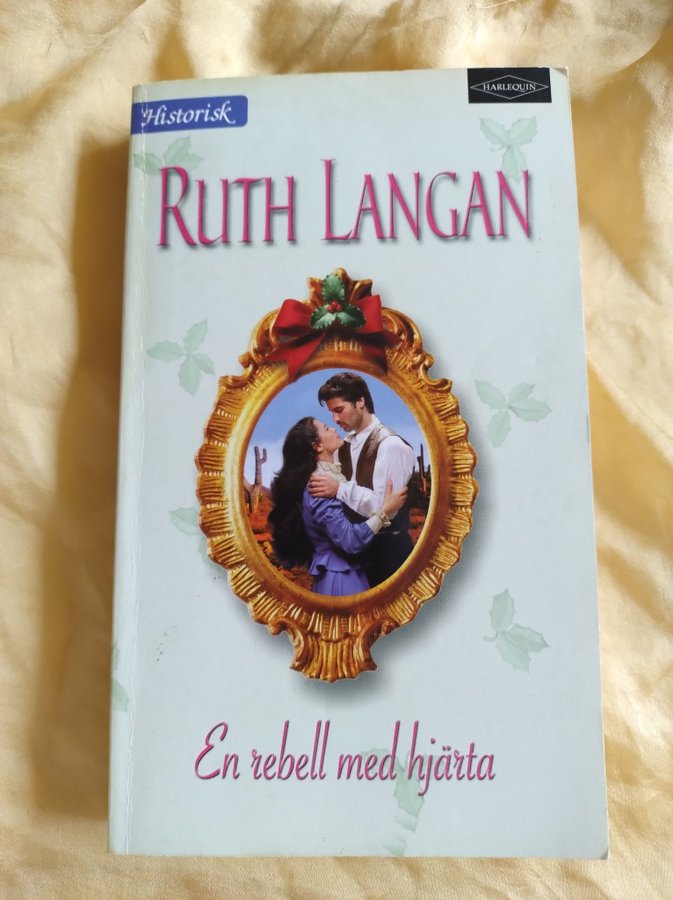 Historisk
HARLEQUIN
RUTH LANGAN
En rebell med hjärta